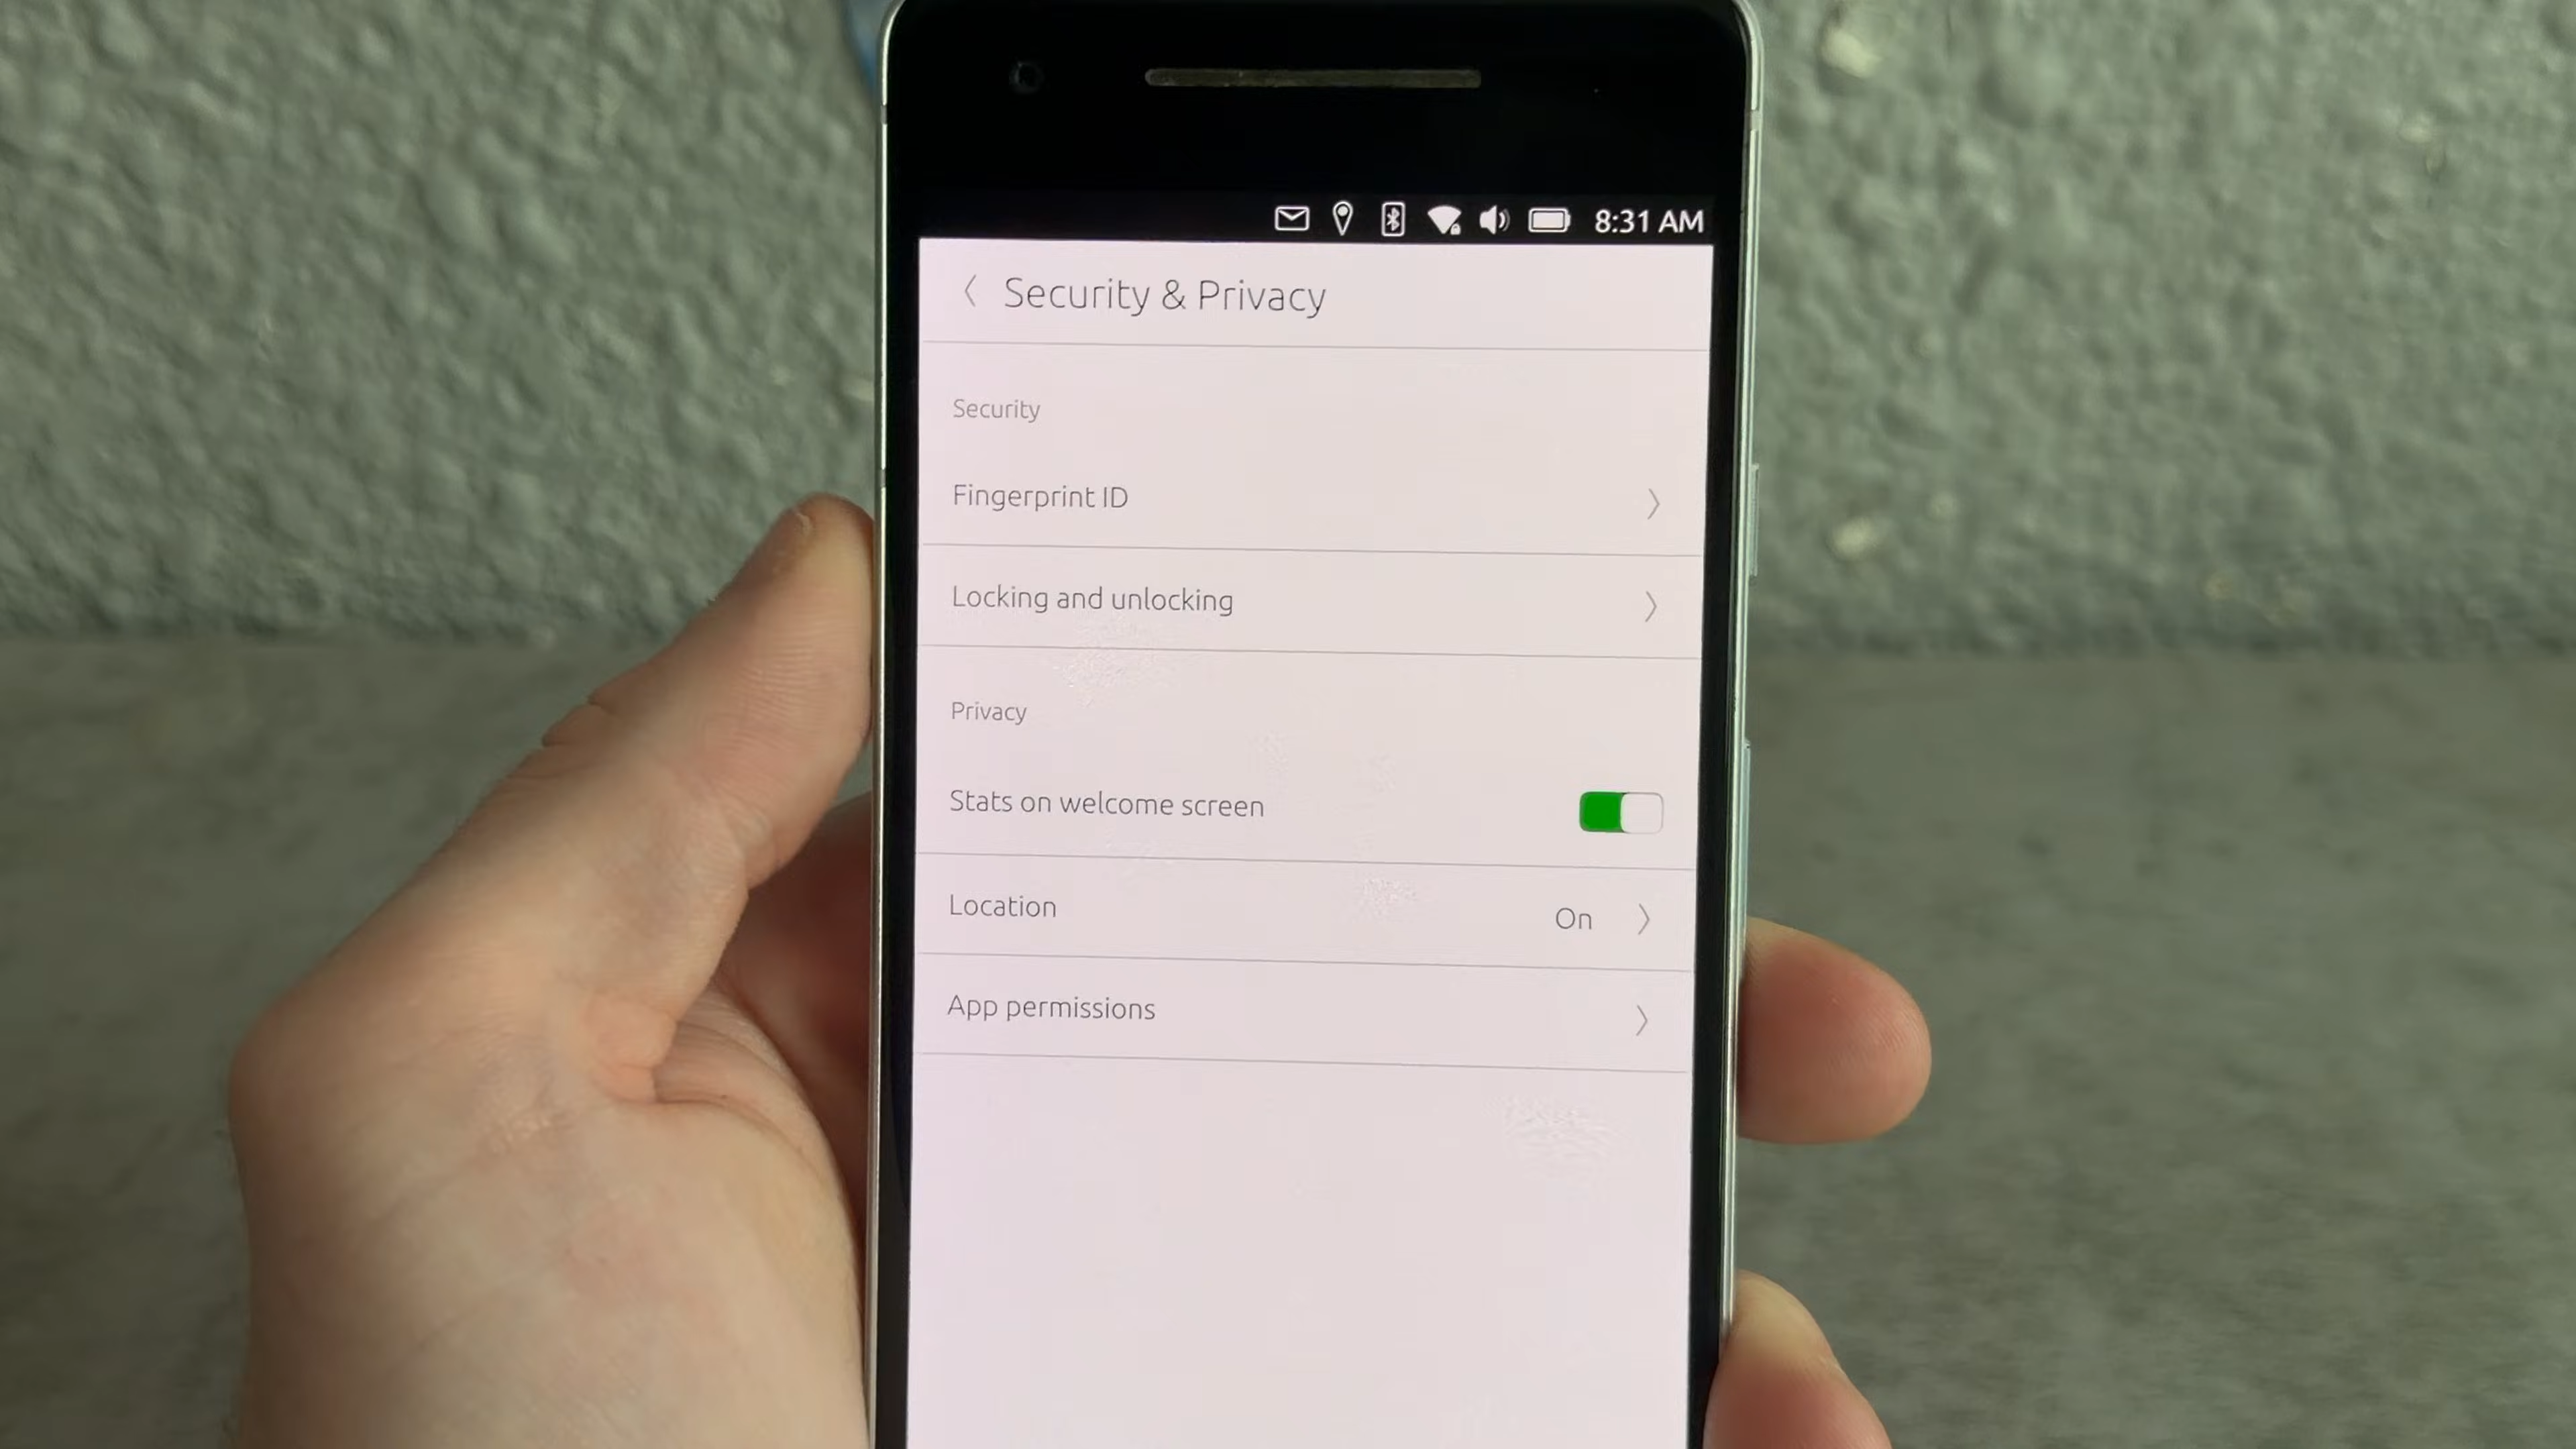 8:31 AM
Security & Privacy
Security
Fingerprint ID
Locking and unlocking
Privacy
Stats on welcome screen
Location On
App permissions